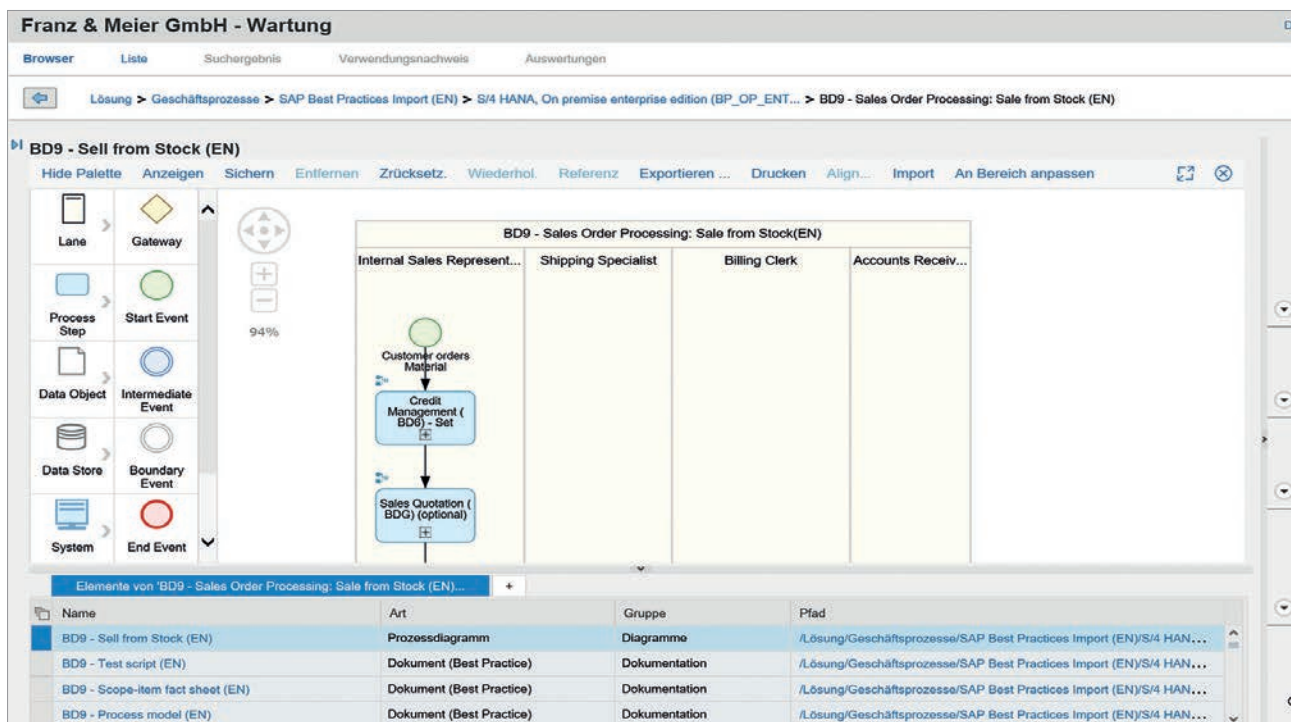 Franz & Meier GmbH - Wartung
Browser Liste Suchergebnis Verwendungsnachweis Auswertungen
Lösung > Geschäftsprozesse > SAP Best Practices Import (EN) > S/4 HANA, On premise enterprise edition (BP_OP_ENT... > BD9 - Sales Order Processing: Sale from Stock (EN)
BD9 - Sell from Stock (EN)
Hide Palette Anzeigen Sichern Entfernen Zrücksetz. Wiederhol. Referenz Exportieren ... Drucken Align... Import An Bereich anpassen
Lane Gateway
Process
Step
Start Event
Data Object
Intermediate
Event
Data Store
Boundary
Event
System End Event
94%
BD9 - Sales Order Processing: Sale from Stock(EN)
Internal Sales Represent... Shipping Specialist Billing Clerk Accounts Receiv...
Customer orders
Material
Credit
Management (
BD6) - Set
Sales Quotation (
BDG) (optional)
Elemente von 'BD9 - Sales Order Processing: Sale from Stock (EN)... +
Name Art Gruppe Pfad
BD9 - Sell from Stock (EN) Prozessdiagramm Diagramme /Lösung/Geschäftsprozesse/SAP Best Practices Import (EN)/S/4 HAN...
BD9 - Test script (EN) Dokument (Best Practice) Dokumentation /Lösung/Geschäftsprozesse/SAP Best Practices Import (EN)/S/4 HAN...
BD9 - Scope-item fact sheet (EN) Dokument (Best Practice) Dokumentation /Lösung/Geschäftsprozesse/SAP Best Practices Import (EN)/S/4 HAN...
BD9 - Process model (EN) Dokument (Best Practice) Dokumentation /Lösung/Geschäftsprozesse/SAP Best Practices Import (EN)/S/4 HAN...